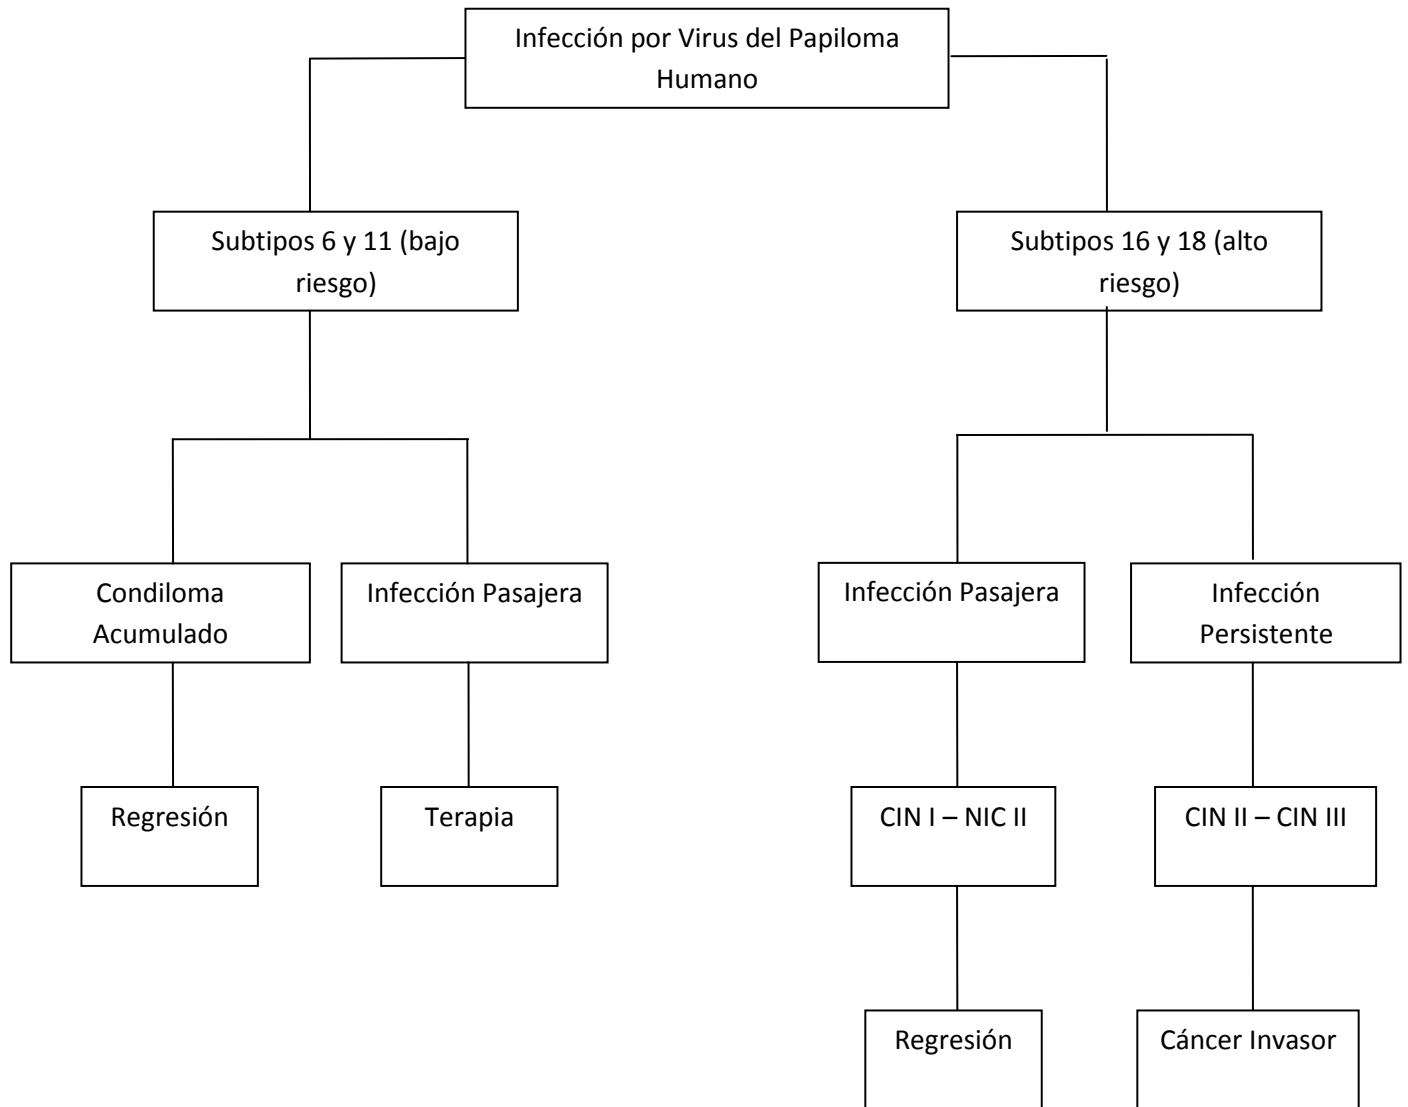 Infección por Virus del Papiloma
Humano
Subtipos 6 y 11 (bajo
riesgo)
Subtipos 16 y 18 (alto
riesgo)
Condiloma
Acumulado
Infección Pasajera
Infección Pasajera
Infección
Persistente
Regresión
Terapia
CIN I – NIC II
CIN II – CIN III
Regresión
Cáncer Invasor